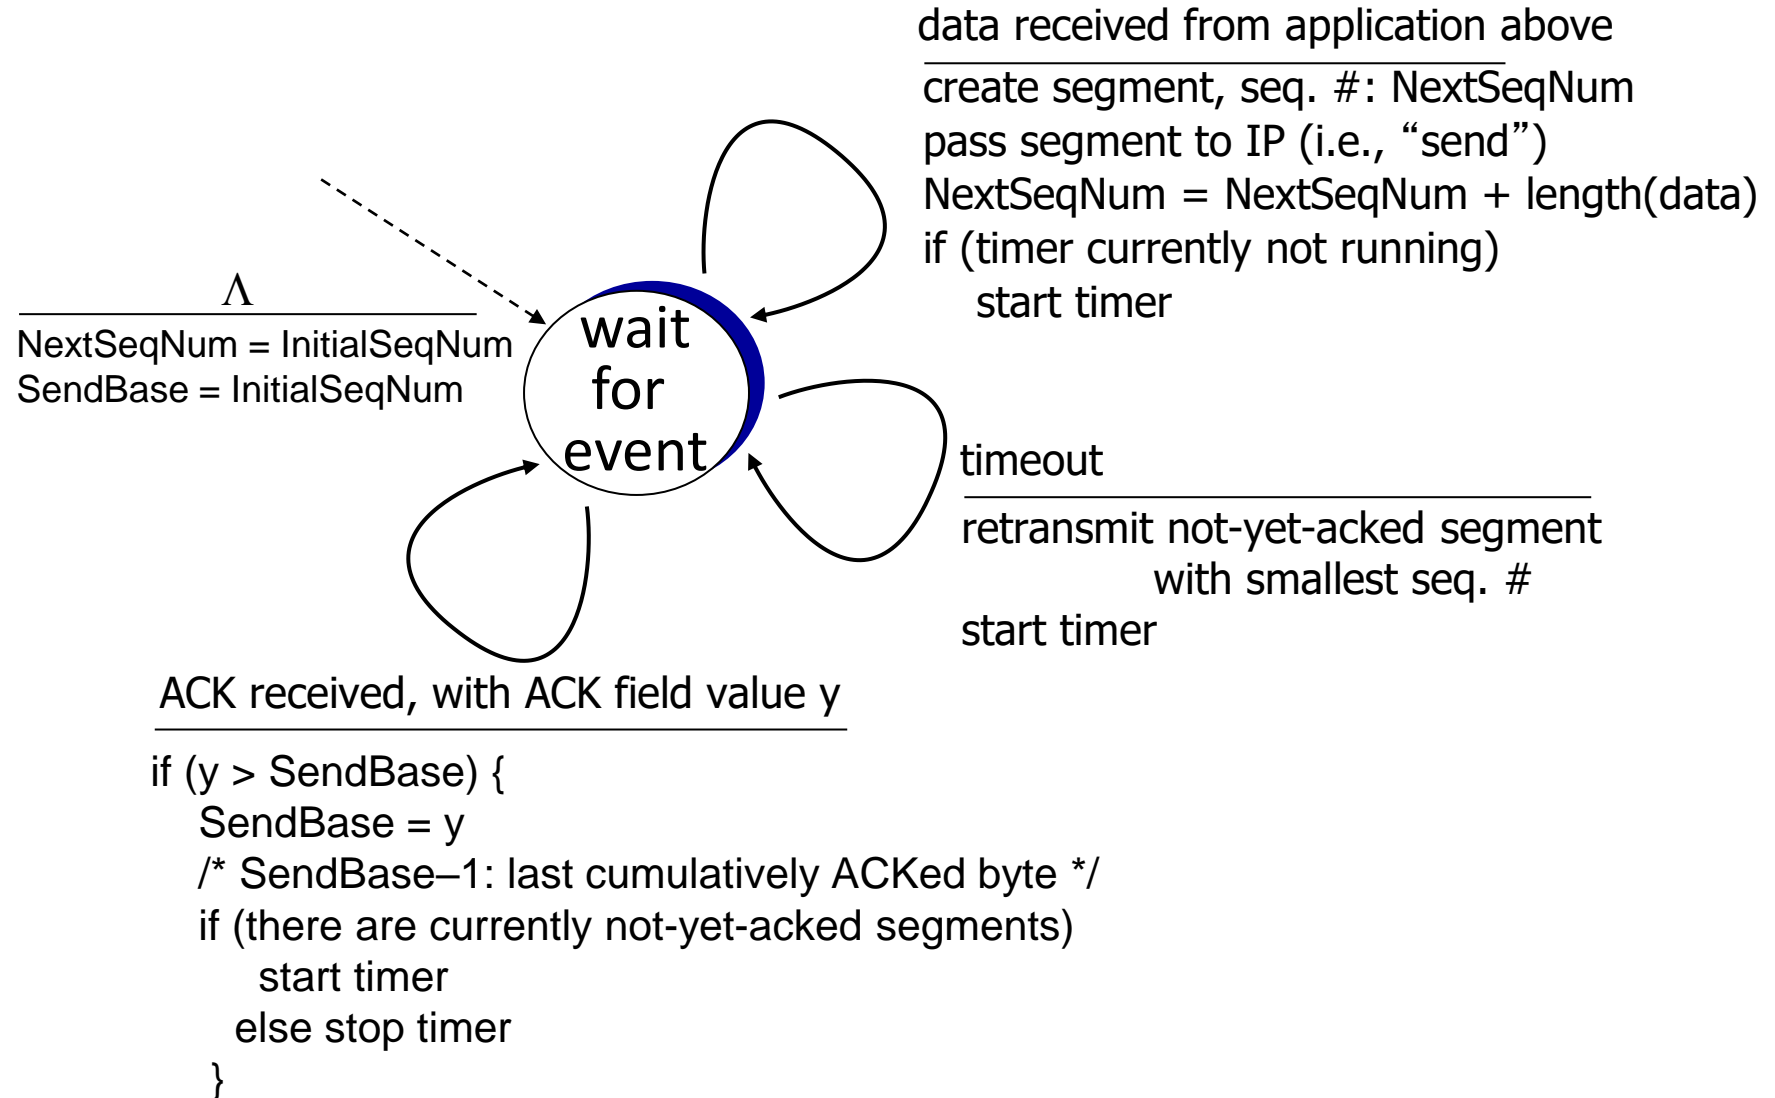 data received from application above
create segment, seq. #: NextSeqNum
pass segment to IP (i.e., “send”)
NextSeqNum = NextSeqNum + length(data)
if (timer currently not running)
start timer
Λ
NextSeqNum = InitialSeqNum
SendBase = InitialSeqNum
wait
for
event
timeout
retransmit not-yet-acked segment
with smallest seq. #
start timer
ACK received, with ACK field value y
if (y > SendBase) {
SendBase = y
/* SendBase–1: last cumulatively ACKed byte */
if (there are currently not-yet-acked segments)
start timer
else stop timer
}